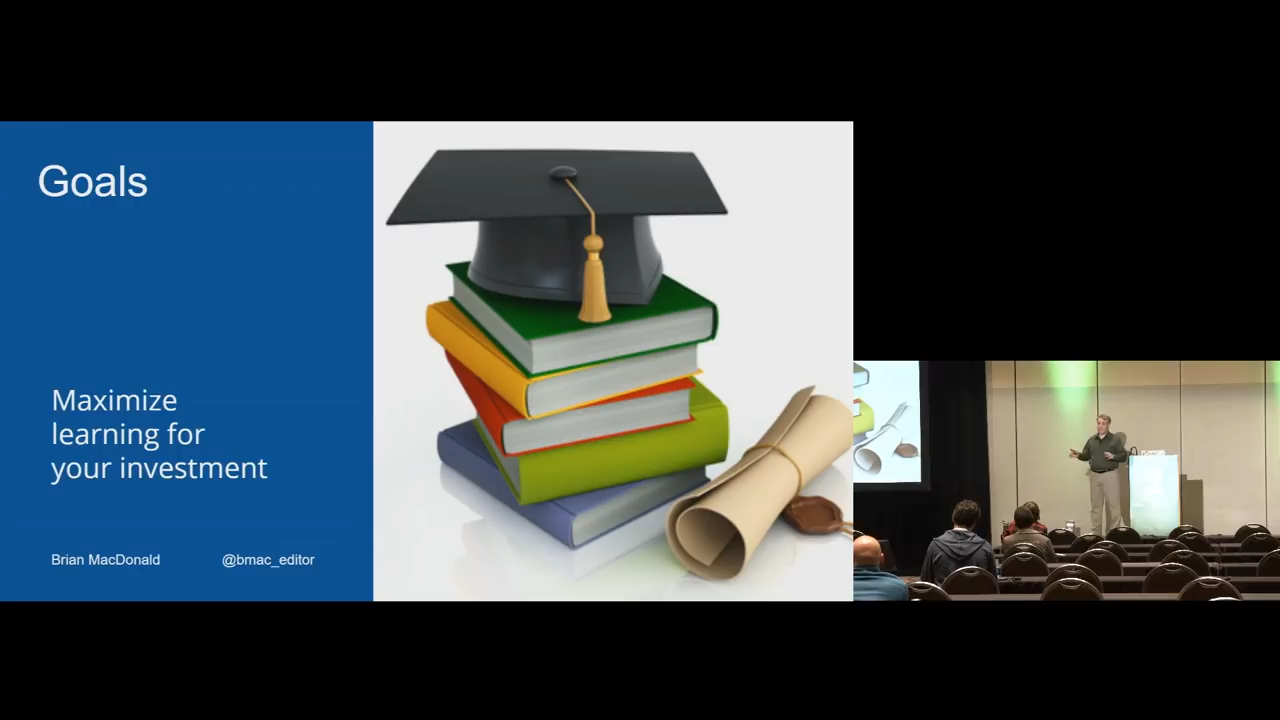 Goals
Maximize
learning for
your investment
Brian MacDonald
@bmac_editor